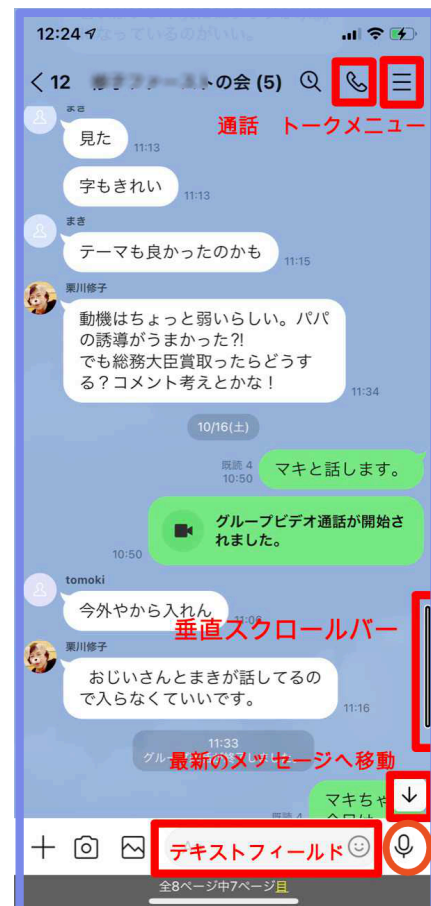 なっているのがいい。
12:24
12
の会 (5)
通話 トークメニュー
まき
見た
11:13
字もきれい
11:13
まき
テーマも良かったのかも
11:15
栗川修子
動機はちょっと弱いらしい。パパ
の誘導がうまかった?!
でも総務大臣賞取ったらどうす
る？コメント考えとかな！
11:34
10/16(土)
既読 4
10:50
マキと話します。
グループビデオ通話が開始さ
れました。
10:50
tomoki
今外やから入れん
11:06
垂直スクロールバー
栗川修子
おじいさんとまきが話してるの
で入らなくていいです。
11:16
11:33
最新のメッセージへ移動
マキちゃ
既読 4
テキストフィールド
全8ページ中7ページ目